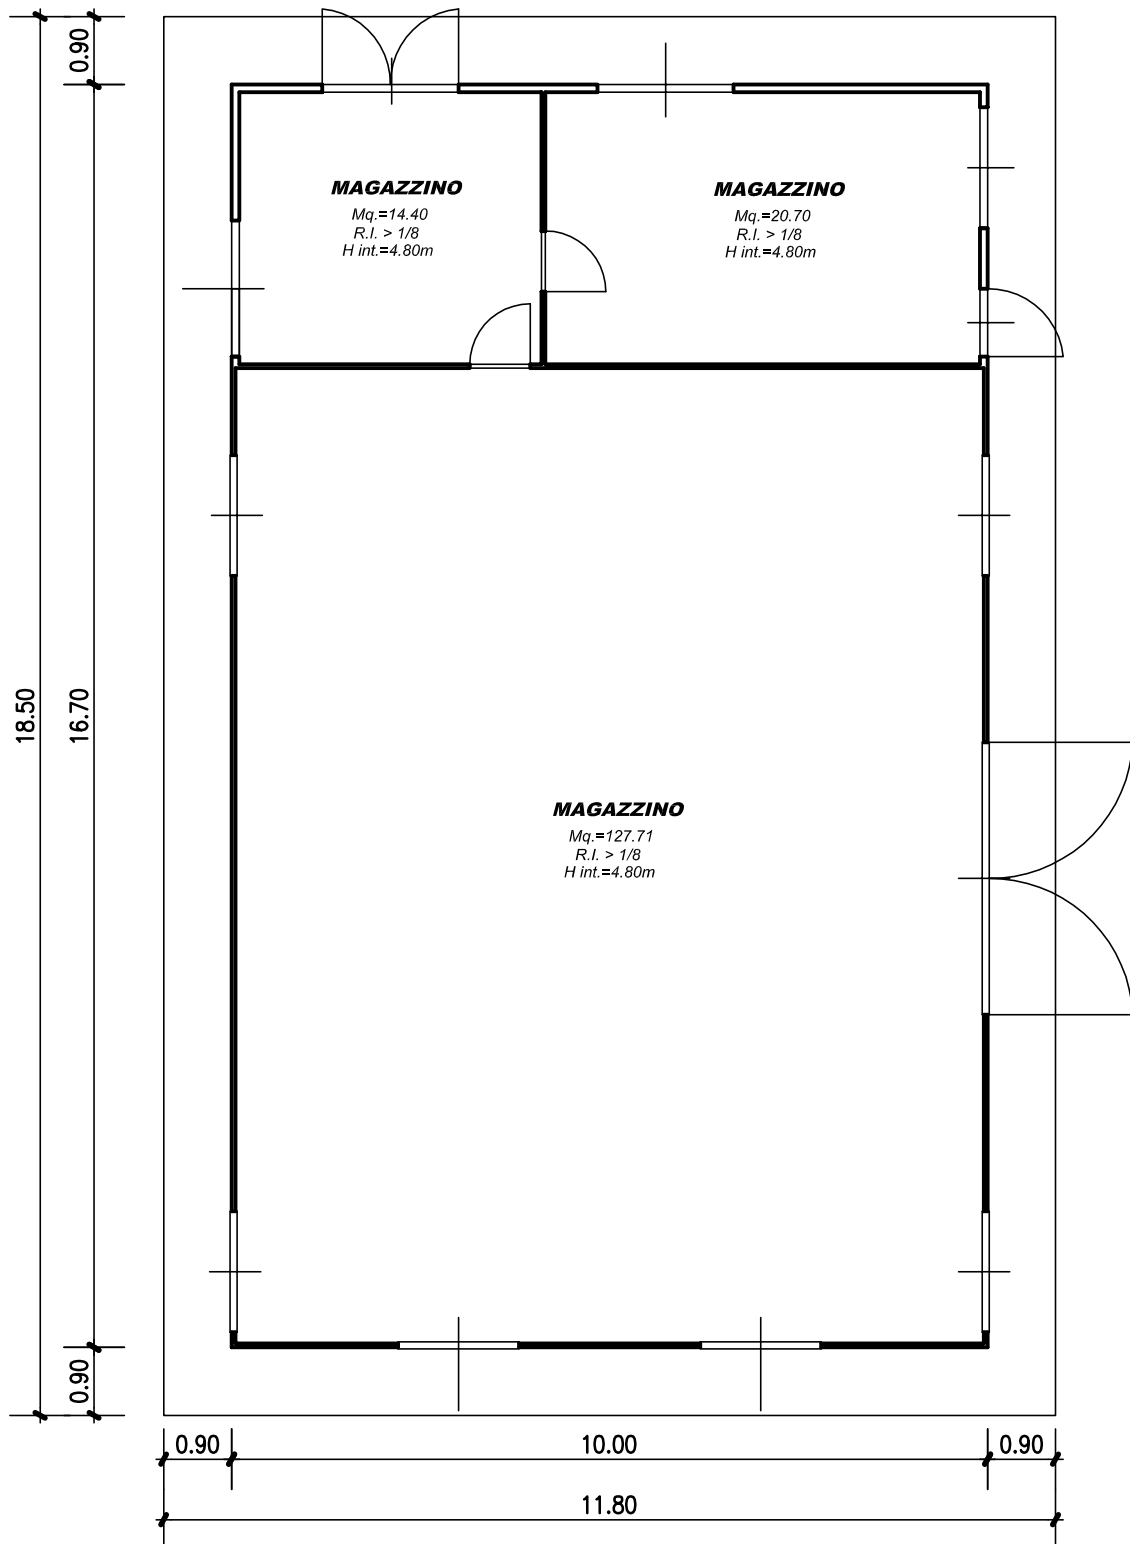 0.90
MAGAZZINO
Mq.=14.40
R.I. > 1/8
H int.=4.80m
MAGAZZINO
Mq.=20.70
R.I. > 1/8
H int.=4.80m
18.50
16.70
MAGAZZINO
Mq.=127.71
R.I. > 1/8
H int.=4.80m
0.90
0.90
10.00
0.90
11.80